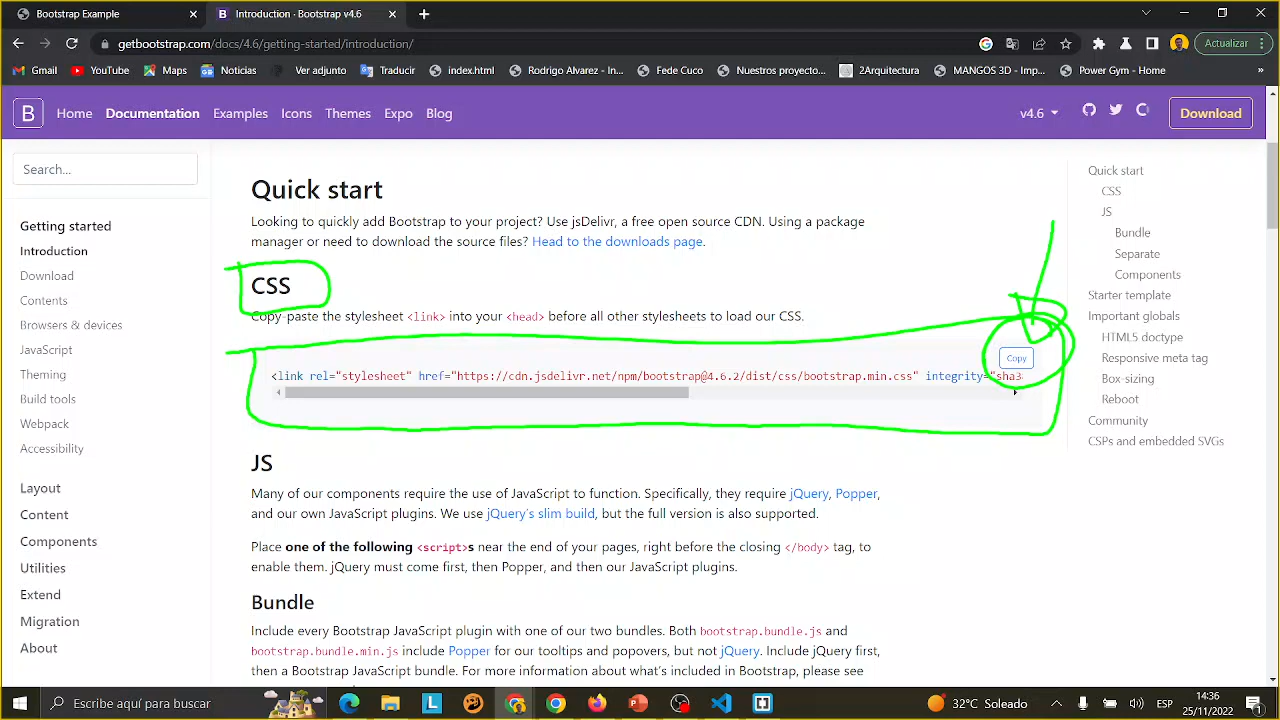 Bootstrap Example
Introduction · Bootstrap v4.6
getbootstrap.com/docs/4.6/getting-started/introduction/
Actualizar
Gmail
YouTube
Maps
Noticias
Ver adjunto
Traducir
index.html
Rodrigo Alvarez - In...
Fede Cuco
Nuestro proyecto...
2Arquitectura
MANGOS 3D - Imp...
Power Gym - Home
»
B
Home
Documentation
Examples
Icons
Themes
Expo
Blog
v4.6
Download
Search...
Getting started
Introduction
Download
Contents
Browsers & devices
JavaScript
Theming
Build tools
Webpack
Accessibility
Layout
Content
Components
Utilities
Extend
Migration
About
Quick start
Looking to quickly add Bootstrap to your project? Use jsDelivr, a free open source CDN. Using a package
manager or need to download the source files? Head to the downloads page.
CSS
Copy-paste the stylesheet <link> into your <head> before all other stylesheets to load our CSS.
Copy
<link rel="stylesheet" href="https://cdn.jsdelivr.net/npm/bootstrap@4.6.2/dist/css/bootstrap.min.css" integrity="sha3
JS
Many of our components require the use of JavaScript to function. Specifically, they require jQuery, Popper,
and our own JavaScript plugins. We use jQuery's slim build, but the full version is also supported.
Place one of the following <script>s near the end of your pages, right before the closing </body> tag, to
enable them. jQuery must come first, then Popper, and then our JavaScript plugins.
Bundle
Include every Bootstrap JavaScript plugin with one of our two bundles. Both bootstrap.bundle.js and
bootstrap.bundle.min.js include Popper for our tooltips and popovers, but not jQuery. Include jQuery first,
then a Bootstrap JavaScript bundle. For more information about what's included in Bootstrap, please see
Quick start
CSS
JS
Bundle
Separate
Components
Starter template
Important globals
HTML5 doctype
Responsive meta tag
Box-sizing
Reboot
Community
CSPs and embedded SVGs
Escribe aquí para buscar
32°C Soleado
ESP
14:36
25/11/2022